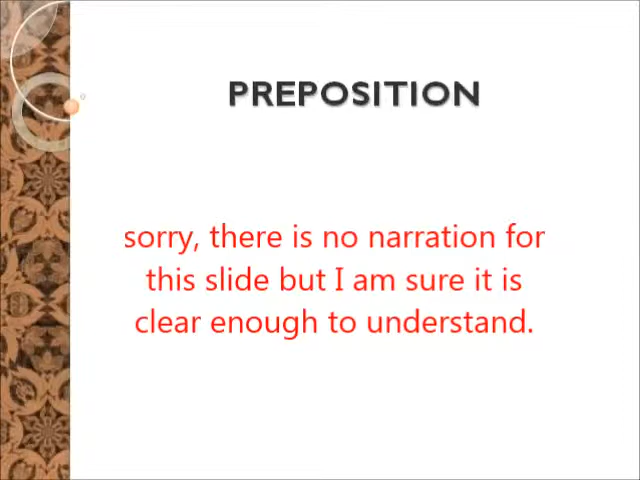 PREPOSITION
sorry, there is no narration for
this slide but I am sure it is
clear enough to understand.